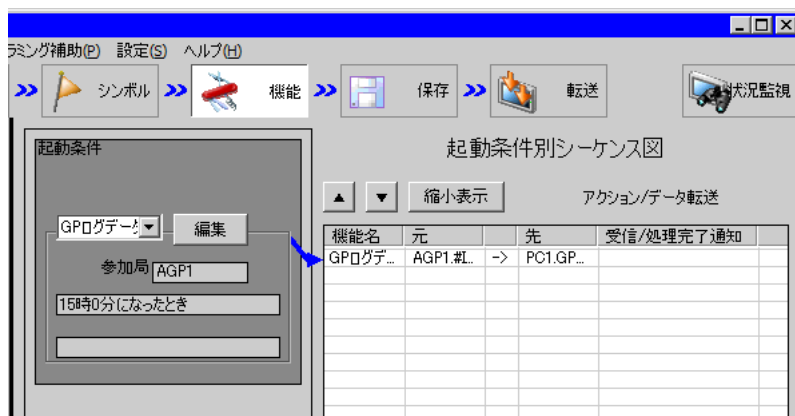 ラミング補助(P) 設定(S) ヘルプ(H)
シンボル 機能 保存 転送 状況監視
起動条件
GPログデータ 編集
参加局 AGP1
15時0分になったとき
起動条件別シーケンス図
▲ ▼ 縮小表示 アクション/データ転送
機能名 元 先 受信/処理完了通知
GPログデ... AGP1.#I... -> PC1.GP...